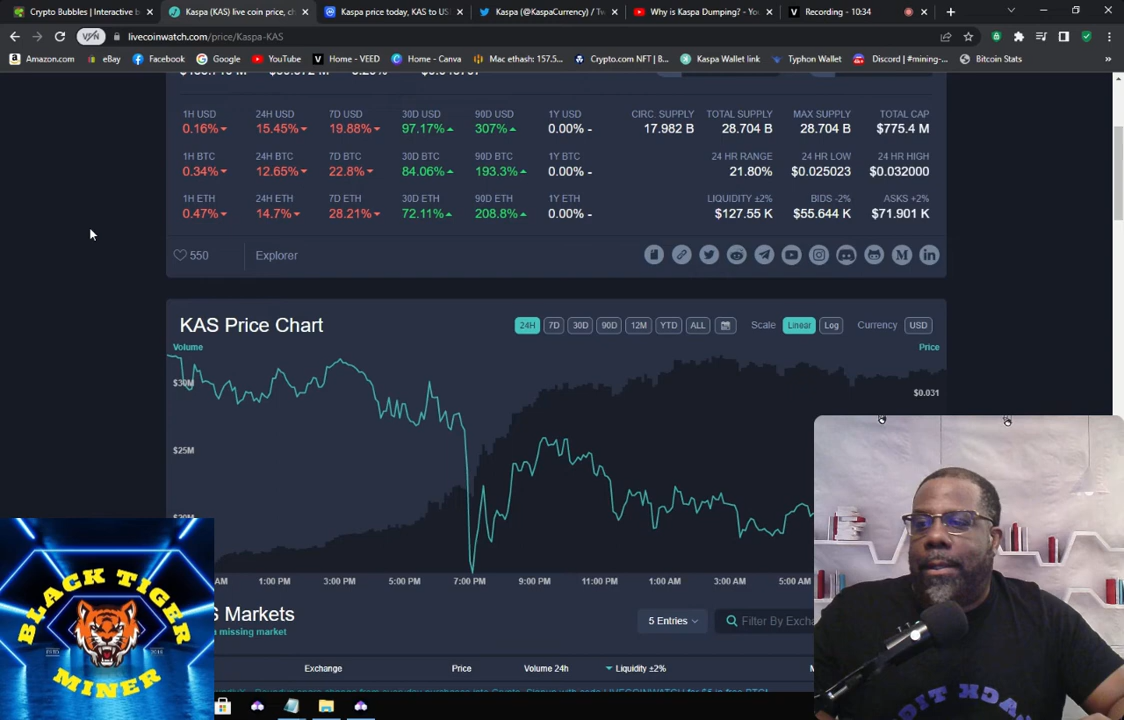 Crypto Bubbles | Interactive b
Kaspa (KAS) live coin price, ch
Kaspa price today, KAS to US
Kaspa (@KaspaCurrency) / Tw
Why is Kaspa Dumping? - You
Recording - 10:34
VPN
livecoinwatch.com/price/Kaspa-KAS
Amazon.com
eBay
Facebook
Google
YouTube
Home - VEED
Home - Canva
Mac ethash: 157.5...
Crypto.com NFT | B...
Kaspa Wallet link
Typhon Wallet
Discord | #mining-...
Bitcoin Stats
1H USD 24H USD 7D USD 30D USD 90D USD 1Y USD CIRC. SUPPLY TOTAL SUPPLY MAX SUPPLY TOTAL CAP
0.16% 15.45% 19.88% 97.17% 307% 0.00% - 17.982 B 28.704 B 28.704 B $775.4 M
1H BTC 24H BTC 7D BTC 30D BTC 90D BTC 1Y BTC 24 HR RANGE 24 HR LOW 24 HR HIGH
0.34% 12.65% 22.8% 84.06% 193.3% 0.00% - 21.80% $0.025023 $0.032000
1H ETH 24H ETH 7D ETH 30D ETH 90D ETH 1Y ETH LIQUIDITY ±2% BIDS -2% ASKS +2%
0.47% 14.7% 28.21% 72.11% 208.8% 0.00% - $127.55 K $55.644 K $71.901 K
550 Explorer
KAS Price Chart
24H 7D 30D 90D 12M YTD ALL Scale Linear Log Currency USD
Volume Price
$30M
$0.031
$25M
AM 1:00 PM 3:00 PM 5:00 PM 7:00 PM 9:00 PM 11:00 PM 1:00 AM 3:00 AM 5:00 AM
S Markets
missing market
5 Entries
Filter By Excha
Exchange Price Volume 24h Liquidity ±2%
BLACK TIGER
MINER